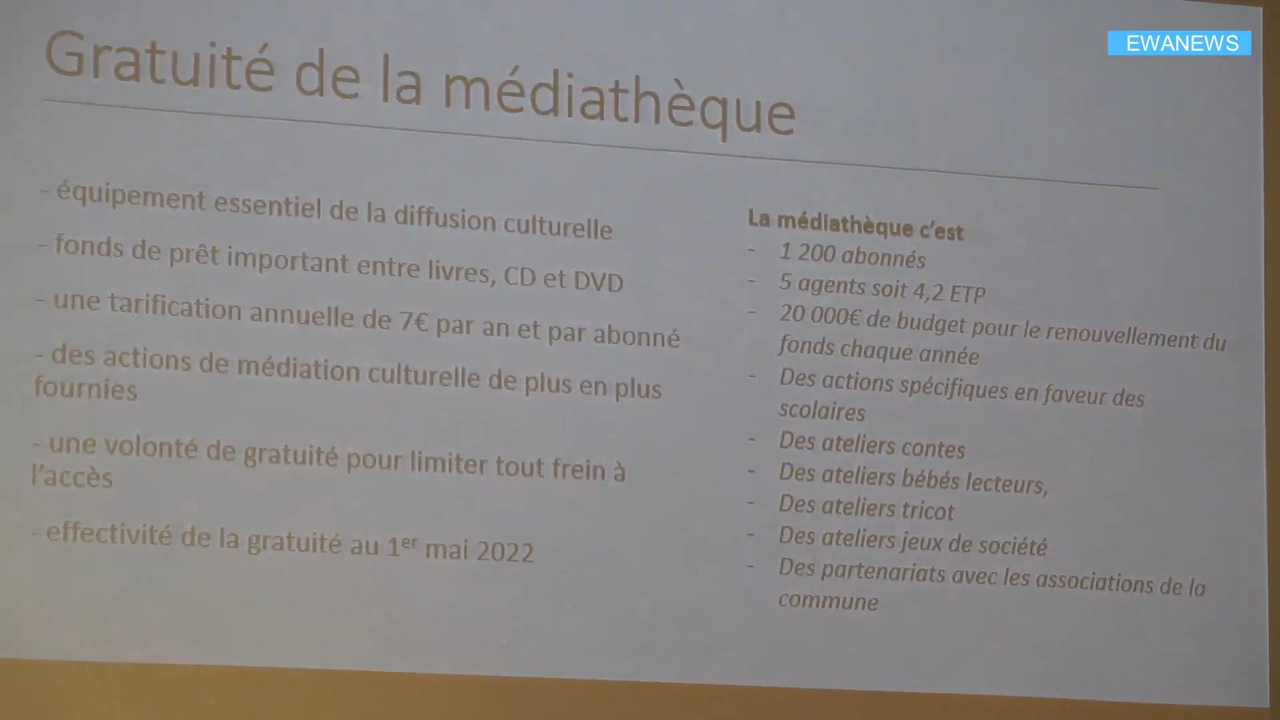 EWANEWS
Gratuité de la médiathèque
- équipement essentiel de la diffusion culturelle
- fonds de prêt important entre livres, CD et DVD
- une tarification annuelle de 7€ par an et par abonné
- des actions de médiation culturelle de plus en plus
fournies
- une volonté de gratuité pour limiter tout frein à
l'accès
- effectivité de la gratuité au 1er mai 2022
La médiathèque c'est
- 1 200 abonnés
- 5 agents soit 4,2 ETP
- 20 000€ de budget pour le renouvellement du
fonds chaque année
- Des actions spécifiques en faveur des
scolaires
- Des ateliers contes
- Des ateliers bébés lecteurs,
- Des ateliers tricot
- Des ateliers jeux de société
- Des partenariats avec les associations de la
commune